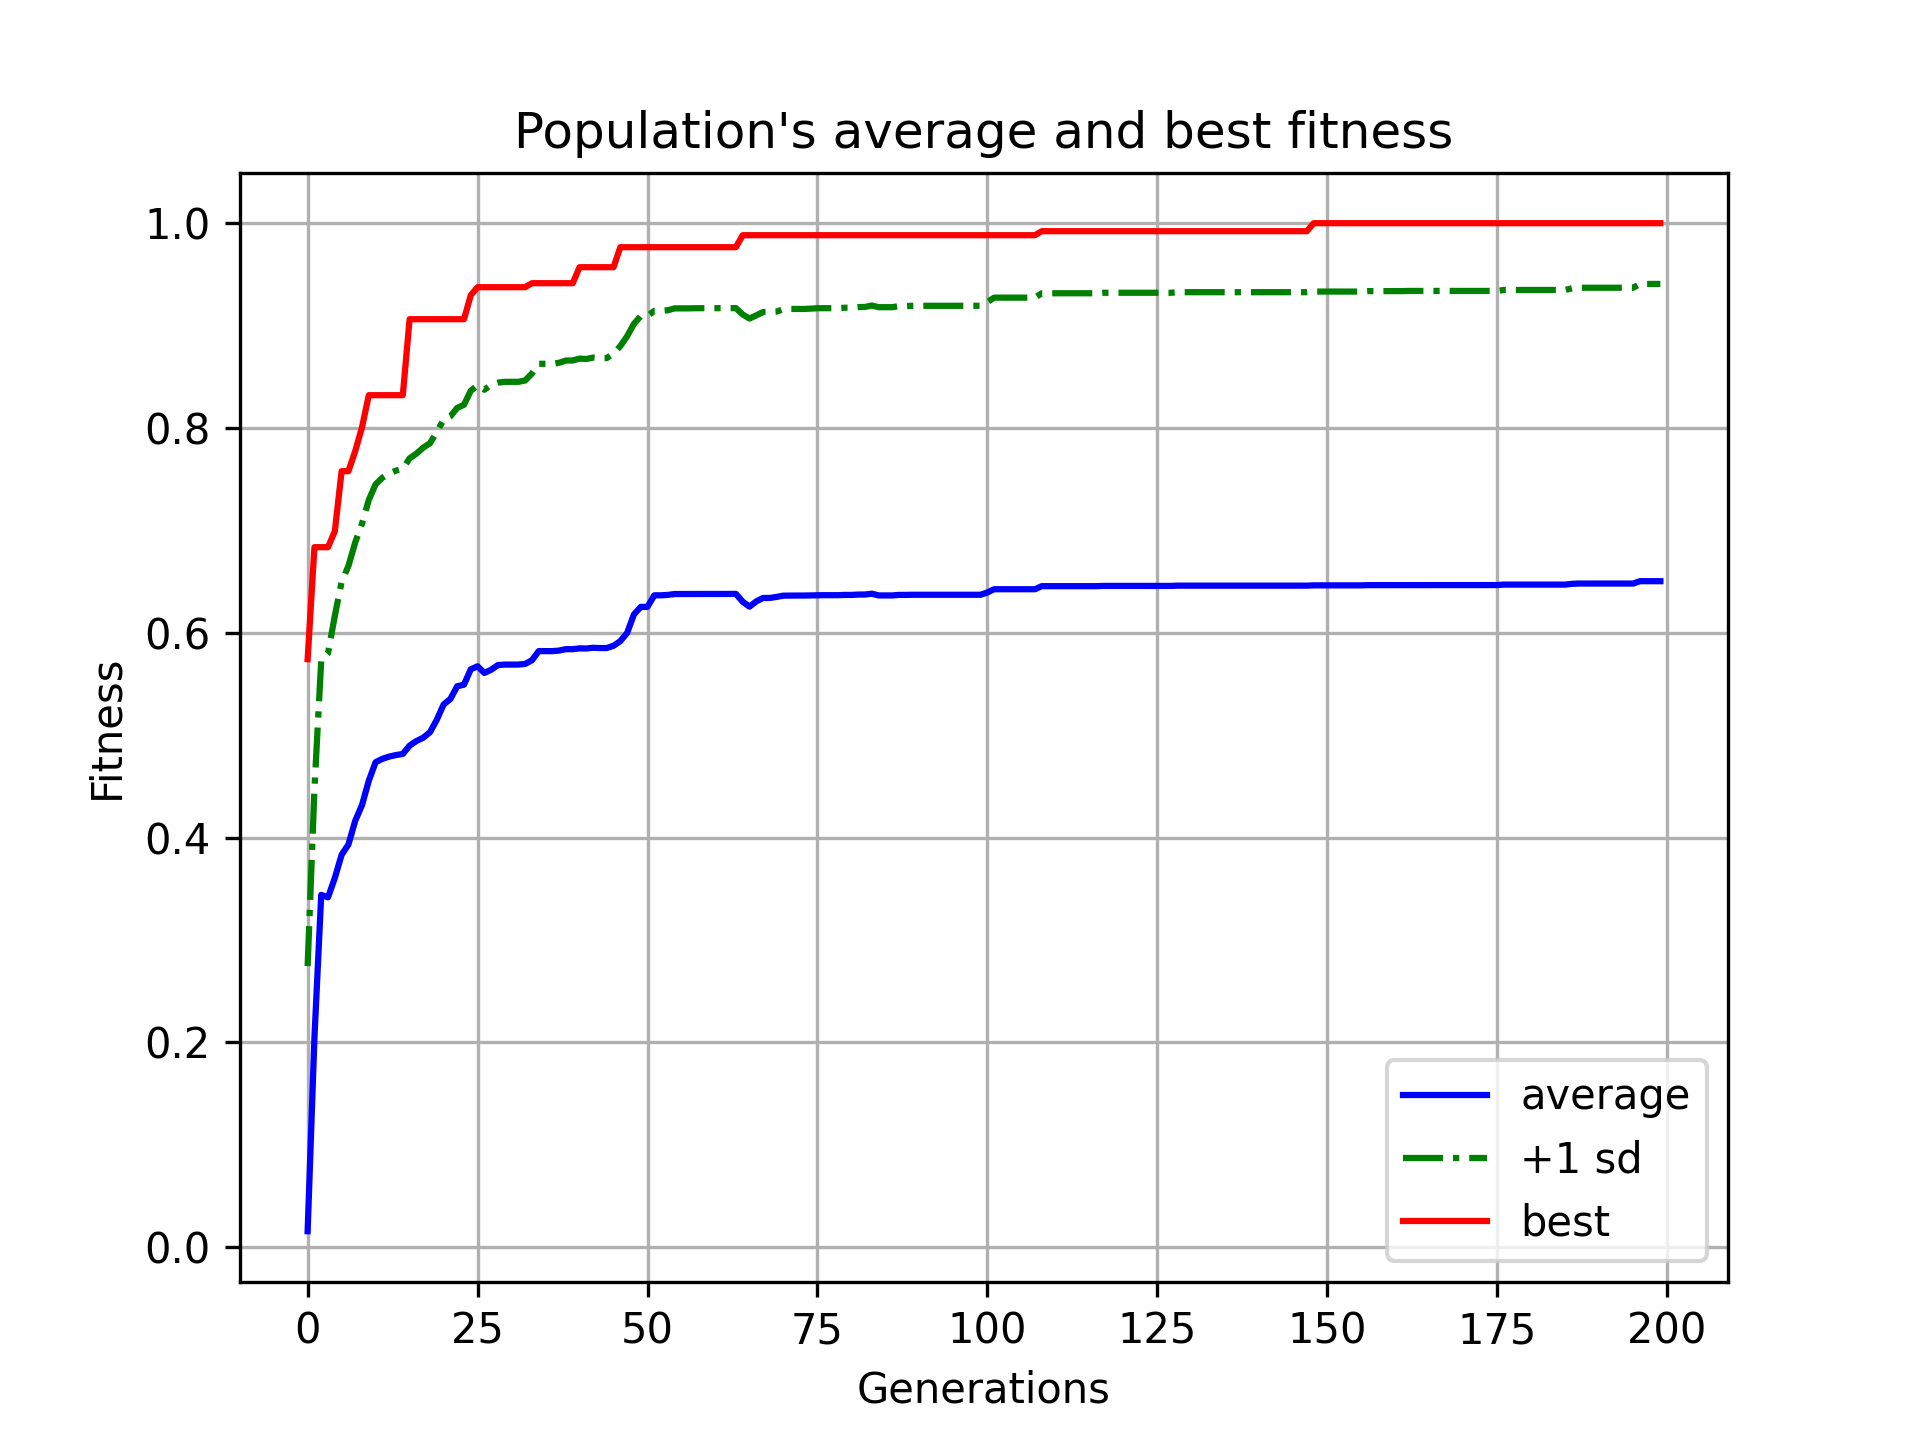 Population's average and best fitness
1.0
0.8
0.6
0.4
0.2
0.0
Fitness
0 25 50 75 100 125 150 175 200
Generations
average
+1 sd
best